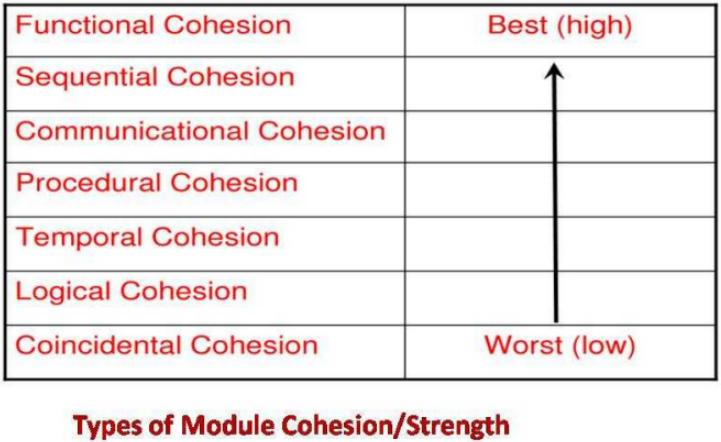 Functional Cohesion Best (high)
Sequential Cohesion
Communicational Cohesion
Procedural Cohesion
Temporal Cohesion
Logical Cohesion
Coincidental Cohesion Worst (low)
Types of Module Cohesion/Strength